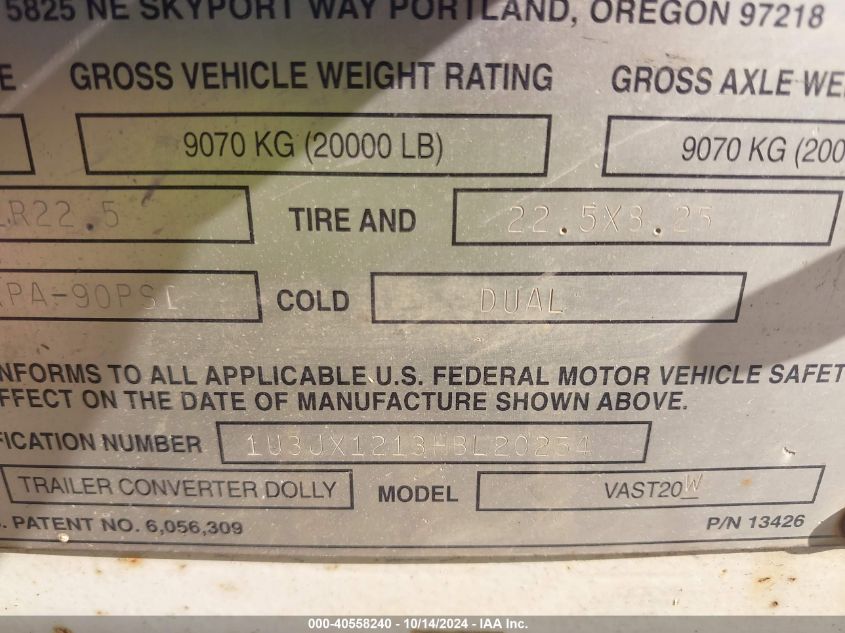 5825 NE SKYPORT WAY PORTLAND, OREGON 97218
E GROSS VEHICLE WEIGHT RATING GROSS AXLE WEI
9070 KG (20000 LB) 9070 KG (200
R22.5 TIRE AND 22.5X8.25
PA-90PSI COLD DUAL
NFORMS TO ALL APPLICABLE U.S. FEDERAL MOTOR VEHICLE SAFET
FFECT ON THE DATE OF MANUFACTURE SHOWN ABOVE.
FICATION NUMBER 1U3JX1213HBL20254
TRAILER CONVERTER DOLLY MODEL VAST20W
S. PATENT NO. 6,056,309 P/N 13426
000-40558240 - 10/14/2024 - IAA Inc.